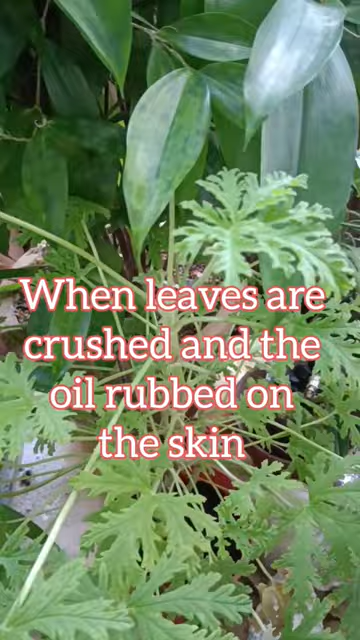 When leaves are
crushed and the
oil rubbed on
the skin